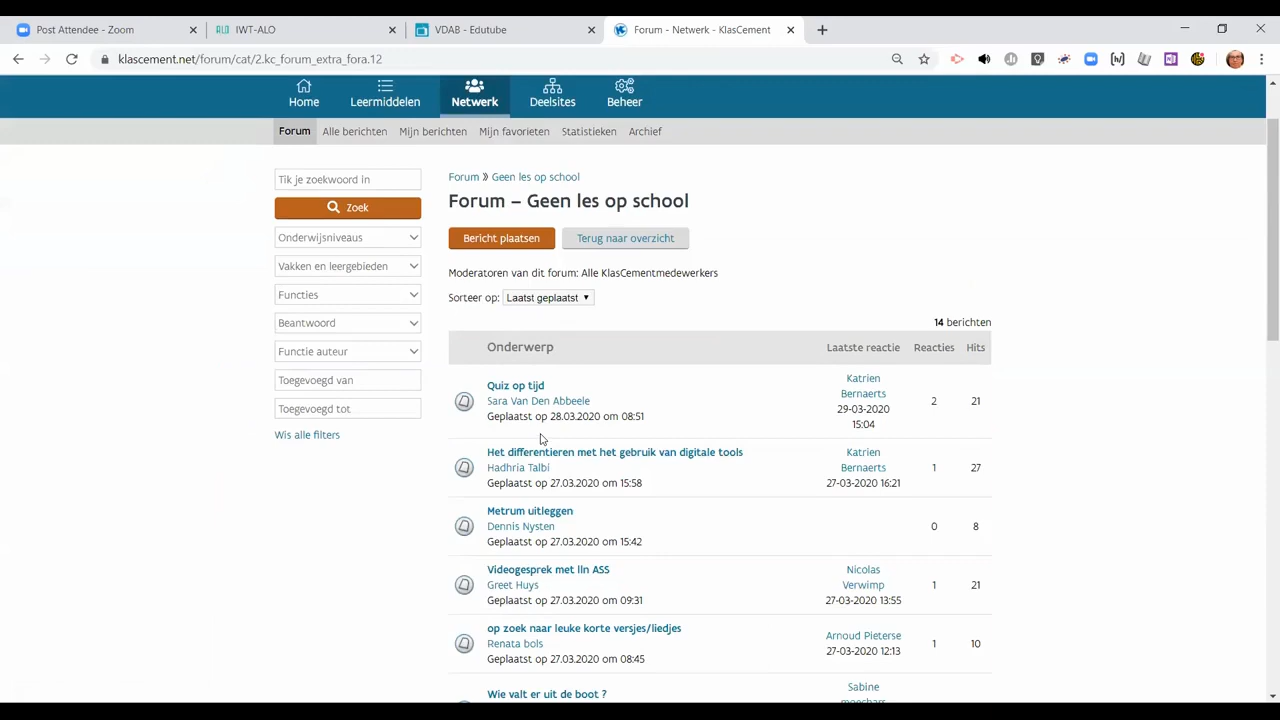 Post Attendee - Zoom
IWT-ALO
VDAB - Edutube
Forum - Netwerk - KlasCement
klascement.net/forum/cat/2.kc_forum_extra_fora.12
Home
Leermiddelen
Netwerk
Deelsites
Beheer
Forum
Alle berichten
Mijn berichten
Mijn favorieten
Statistieken
Archief
Tik je zoekwoord in
Zoek
Onderwijsniveaus
Vakken en leergebieden
Functies
Beantwoord
Functie auteur
Toegevoegd van
Toegevoegd tot
Wis alle filters
Forum » Geen les op school
Forum – Geen les op school
Bericht plaatsen
Terug naar overzicht
Moderatoren van dit forum: Alle KlasCementmedewerkers
Sorteer op: Laatst geplaatst
14 berichten
Onderwerp
Laatste reactie
Reacties
Hits
Quiz op tijd
Sara Van Den Abbeele
Geplaatst op 28.03.2020 om 08:51
Katrien
Bernaerts
29-03-2020
15:04
2
21
Het differentieren met het gebruik van digitale tools
Hadhria Talbi
Geplaatst op 27.03.2020 om 15:58
Katrien
Bernaerts
27-03-2020 16:21
1
27
Metrum uitleggen
Dennis Nysten
Geplaatst op 27.03.2020 om 15:42
0
8
Videogesprek met lln ASS
Greet Huys
Geplaatst op 27.03.2020 om 09:31
Nicolas
Verwimp
27-03-2020 13:55
1
21
op zoek naar leuke korte versjes/liedjes
Renata bols
Geplaatst op 27.03.2020 om 08:45
Arnoud Pieterse
27-03-2020 12:13
1
10
Wie valt er uit de boot ?
Sabine